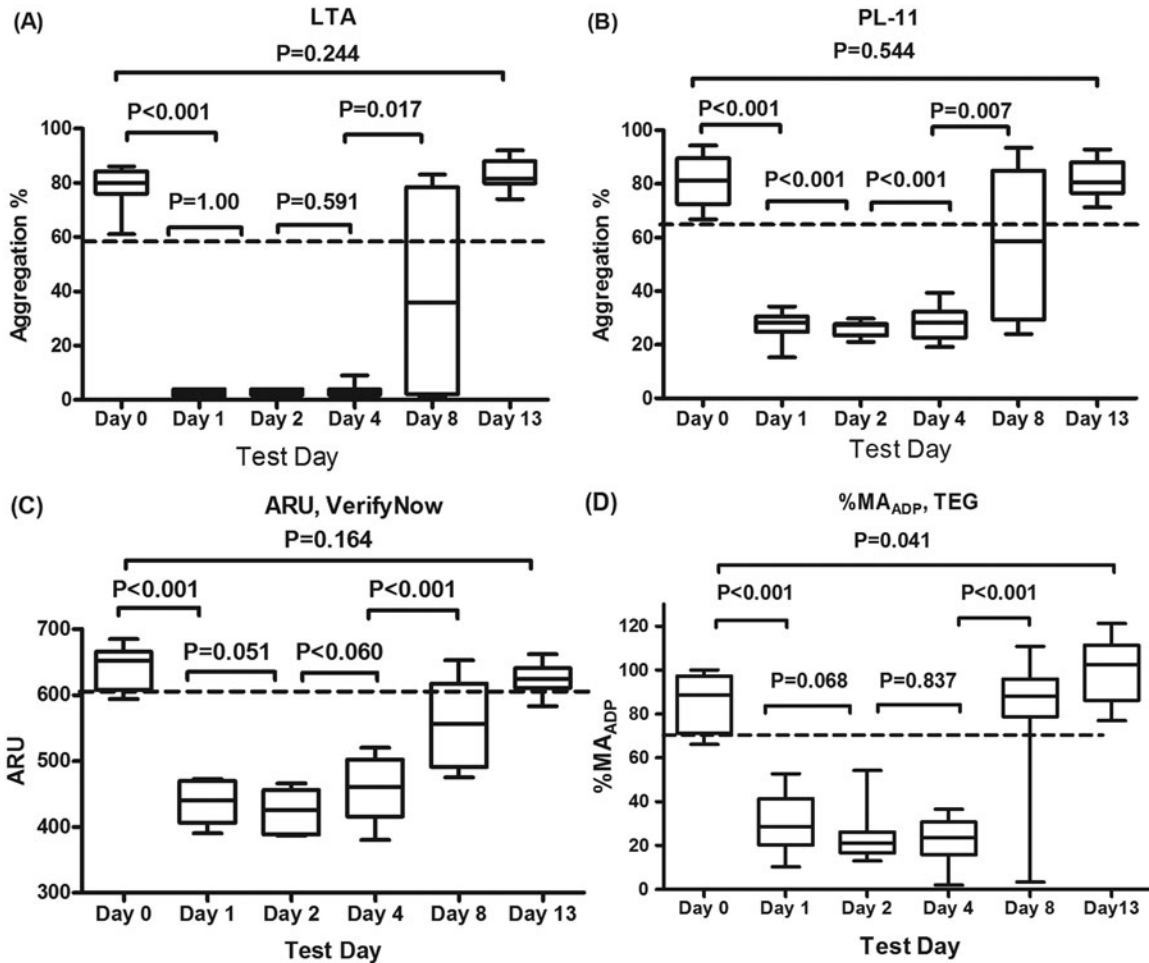 (A)
LTA
P=0.244
P<0.001
P=0.017
P=1.00
P=0.591
Aggregation %
100
80
60
40
20
0
Day 0 Day 1 Day 2 Day 4 Day 8 Day 13
Test Day
(B)
PL-11
P=0.544
P<0.001
P=0.007
P<0.001
P<0.001
Aggregation %
100
80
60
40
20
0
Day 0 Day 1 Day 2 Day 4 Day 8 Day 13
Test Day
(C)
ARU, VerifyNow
P=0.164
P<0.001
P<0.001
P=0.051
P<0.060
ARU
700
600
500
400
300
Day 0 Day 1 Day 2 Day 4 Day 8 Day 13
Test Day
(D)
%MAADP, TEG
P=0.041
P<0.001
P<0.001
P=0.068
P=0.837
%MAADP
120
100
80
60
40
20
0
Day 0 Day 1 Day 2 Day 4 Day 8 Day13
Test Day